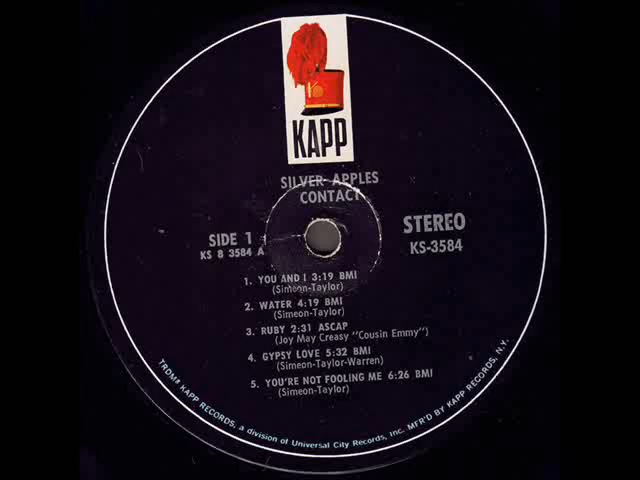 KAPP
SILVER APPLES
CONTACT
SIDE 1
KS 8 3584 A
STEREO
KS-3584
1. YOU AND I 3:19 BMI
(Simeon-Taylor)
2. WATER 4:19 BMI
(Simeon-Taylor)
3. RUBY 2:31 ASCAP
(Joy May Creasy "Cousin Emmy")
4. GYPSY LOVE 5:32 BMI
(Simeon-Taylor-Warren)
5. YOU'RE NOT FOOLING ME 6:26 BMI
(Simeon-Taylor)
KAPP RECORDS, a division of Universal City Records, Inc. MFR'D BY KAPP RECORDS, N.Y.